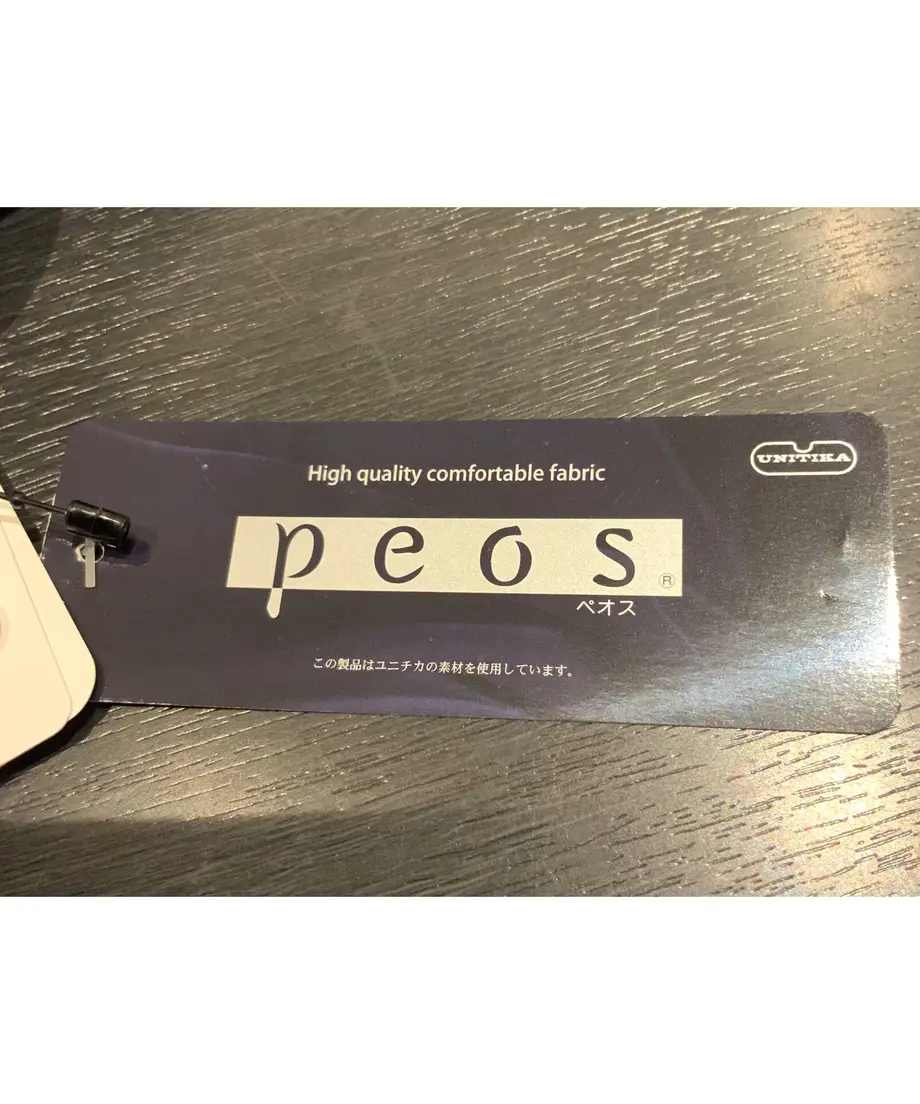 UNITIKA
High quality comfortable fabric
peos®
ペオス
この製品はユニチカの素材を使用しています。